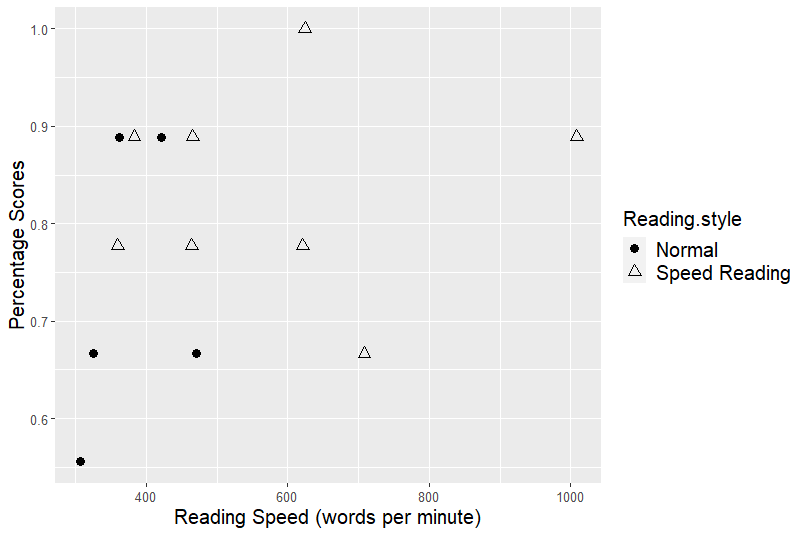 1.0
0.9
0.8
0.7
0.6
Percentage Scores
400 600 800 1000
Reading Speed (words per minute)
Reading.style
Normal
Speed Reading